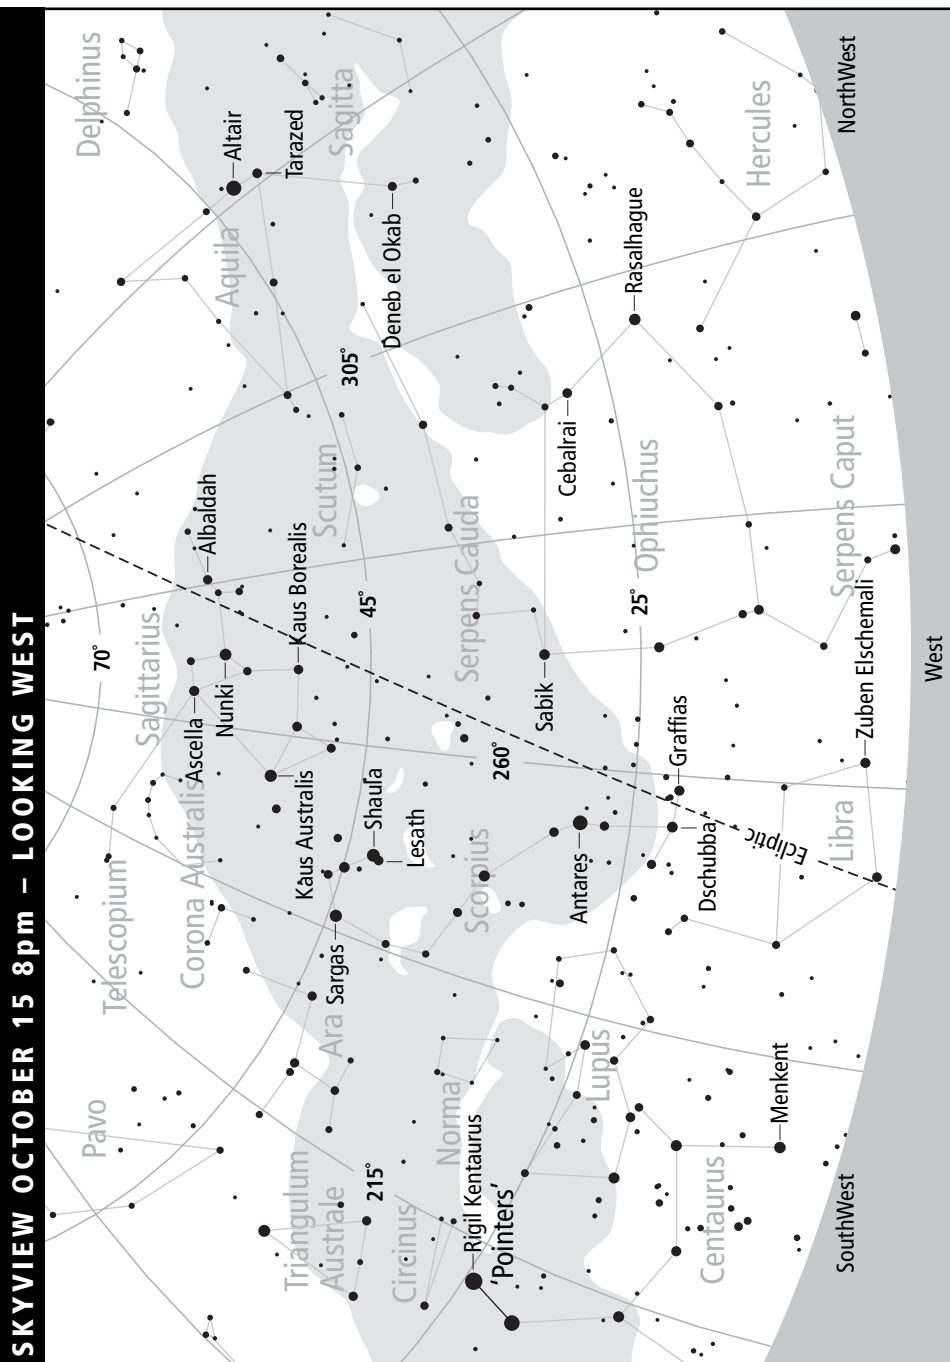 SKYVIEW OCTOBER 15 8pm – LOOKING WEST
Delphinus
Altair
Tarazed
Sagitta
Aquila
Deneb el Okab
Hercules
NorthWest
Rasalhague
305°
Cebalrai
Ophiuchus
Serpens Caput
Scutum
Serpens Cauda
Albaldah
Kaus Borealis
45°
25°
70°
Sagittarius
Ascella
Nunki
Sabik
260°
Graffias
Zuben Elschemali
West
Kaus Australis
Shaula
Lesath
Corona Australis
Telescopium
Scorpius
Antares
Dschubba
Ecliptic
Libra
Sargas
Ara
Lupus
Menkent
Pavo
Norma
Triangulum
Australe
215°
Circinus
Rigil Kentaurus
'Pointers'
Centaurus
SouthWest